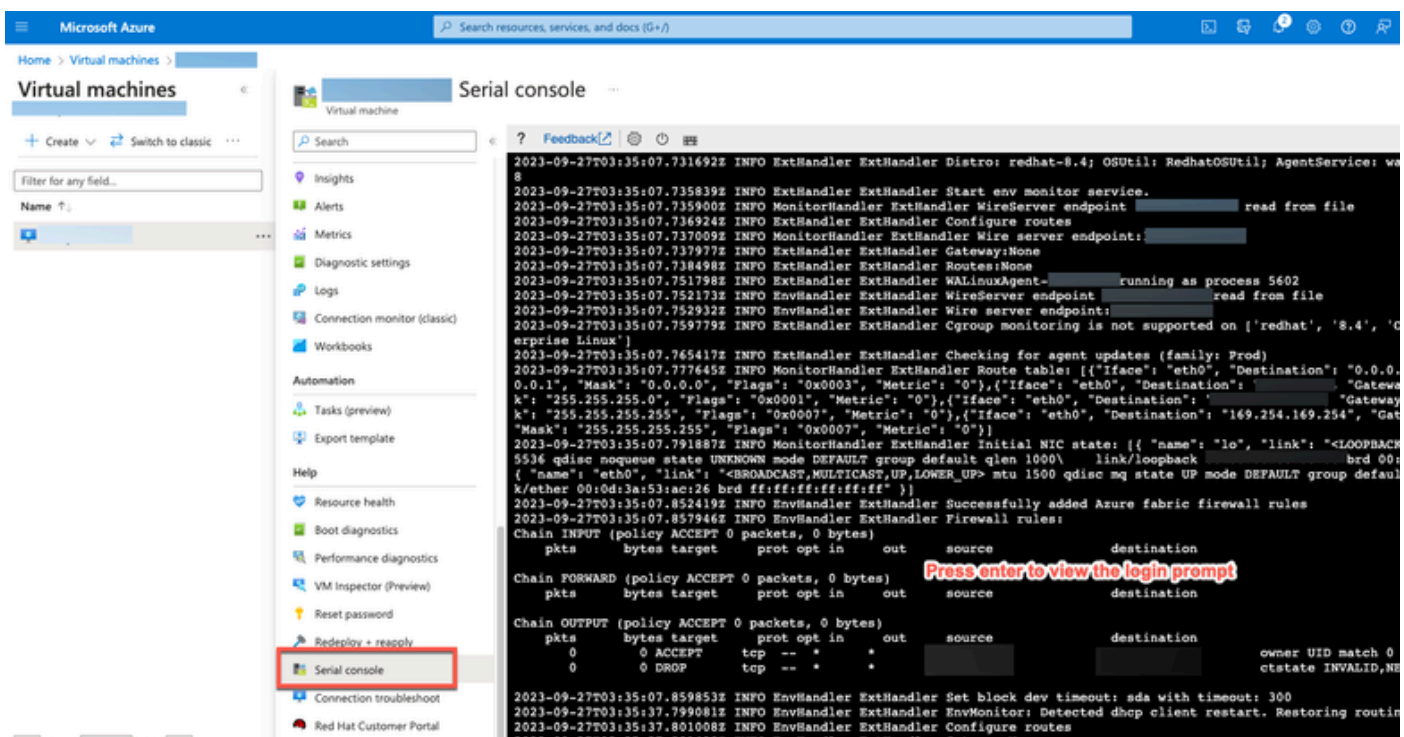 Microsoft Azure
Search resources, services, and docs (G+/)
2
Home > Virtual machines >
Virtual machines
«
+ Create
Switch to classic
...
Filter for any field...
Name ↑↓
...
Serial console
...
Virtual machine
Search
«
Insights
Alerts
Metrics
Diagnostic settings
Logs
Connection monitor (classic)
Workbooks
Automation
Tasks (preview)
Export template
Help
Resource health
Boot diagnostics
Performance diagnostics
VM Inspector (Preview)
Reset password
Redeploy + reapply
Serial console
Connection troubleshoot
Red Hat Customer Portal
? Feedback
2023-09-27T03:35:07.731692Z INFO ExtHandler ExtHandler Distro: redhat-8.4; OSUtil: RedhatOSUtil; AgentService: wa
8
2023-09-27T03:35:07.735839Z INFO ExtHandler ExtHandler Start env monitor service.
2023-09-27T03:35:07.735900Z INFO MonitorHandler ExtHandler WireServer endpoint read from file
2023-09-27T03:35:07.736924Z INFO ExtHandler ExtHandler Configure routes
2023-09-27T03:35:07.737009Z INFO MonitorHandler ExtHandler Wire server endpoint:
2023-09-27T03:35:07.737977Z INFO ExtHandler ExtHandler Gateway:None
2023-09-27T03:35:07.738498Z INFO ExtHandler ExtHandler Routes:None
2023-09-27T03:35:07.751798Z INFO ExtHandler ExtHandler WALinuxAgent- running as process 5602
2023-09-27T03:35:07.752173Z INFO EnvHandler ExtHandler WireServer endpoint read from file
2023-09-27T03:35:07.752932Z INFO EnvHandler ExtHandler Wire server endpoint:
2023-09-27T03:35:07.759779Z INFO ExtHandler ExtHandler Cgroup monitoring is not supported on ['redhat', '8.4', 'O
erprise Linux']
2023-09-27T03:35:07.765417Z INFO ExtHandler ExtHandler Checking for agent updates (family: Prod)
2023-09-27T03:35:07.777645Z INFO MonitorHandler ExtHandler Route table: [{"Iface": "eth0", "Destination": "0.0.0.
0.0.1", "Mask": "0.0.0.0", "Flags": "0x0003", "Metric": "0"},{"Iface": "eth0", "Destination": " "Gatewa
k": "255.255.255.0", "Flags": "0x0001", "Metric": "0"},{"Iface": "eth0", "Destination": " "Gateway
k": "255.255.255.255", "Flags": "0x0007", "Metric": "0"},{"Iface": "eth0", "Destination": "169.254.169.254", "Gat
"Mask": "255.255.255.255", "Flags": "0x0007", "Metric": "0"}]
2023-09-27T03:35:07.791887Z INFO MonitorHandler ExtHandler Initial NIC state: [{ "name": "lo", "link": "<LOOPBACK
5536 qdisc noqueue state UNKNOWN mode DEFAULT group default qlen 1000\ link/loopback brd 00:
{ "name": "eth0", "link": "<BROADCAST,MULTICAST,UP,LOWER_UP> mtu 1500 qdisc mq state UP mode DEFAULT group defaul
k/ether 00:0d:3a:53:ac:26 brd ff:ff:ff:ff:ff:ff" }]
2023-09-27T03:35:07.852419Z INFO EnvHandler ExtHandler Successfully added Azure fabric firewall rules
2023-09-27T03:35:07.857946Z INFO EnvHandler ExtHandler Firewall rules:
Chain INPUT (policy ACCEPT 0 packets, 0 bytes)
pkts bytes target prot opt in out source destination
Press enter to view the login prompt
Chain FORWARD (policy ACCEPT 0 packets, 0 bytes)
pkts bytes target prot opt in out source destination
Chain OUTPUT (policy ACCEPT 0 packets, 0 bytes)
pkts bytes target prot opt in out source destination
0 0 ACCEPT tcp -- * * owner UID match 0
0 0 DROP tcp -- * * ctstate INVALID,NE
2023-09-27T03:35:07.859853Z INFO EnvHandler ExtHandler Set block dev timeout: sda with timeout: 300
2023-09-27T03:35:37.799081Z INFO EnvHandler ExtHandler EnvMonitor: Detected dhcp client restart. Restoring routin
2023-09-27T03:35:37.801008Z INFO EnvHandler ExtHandler Configure routes